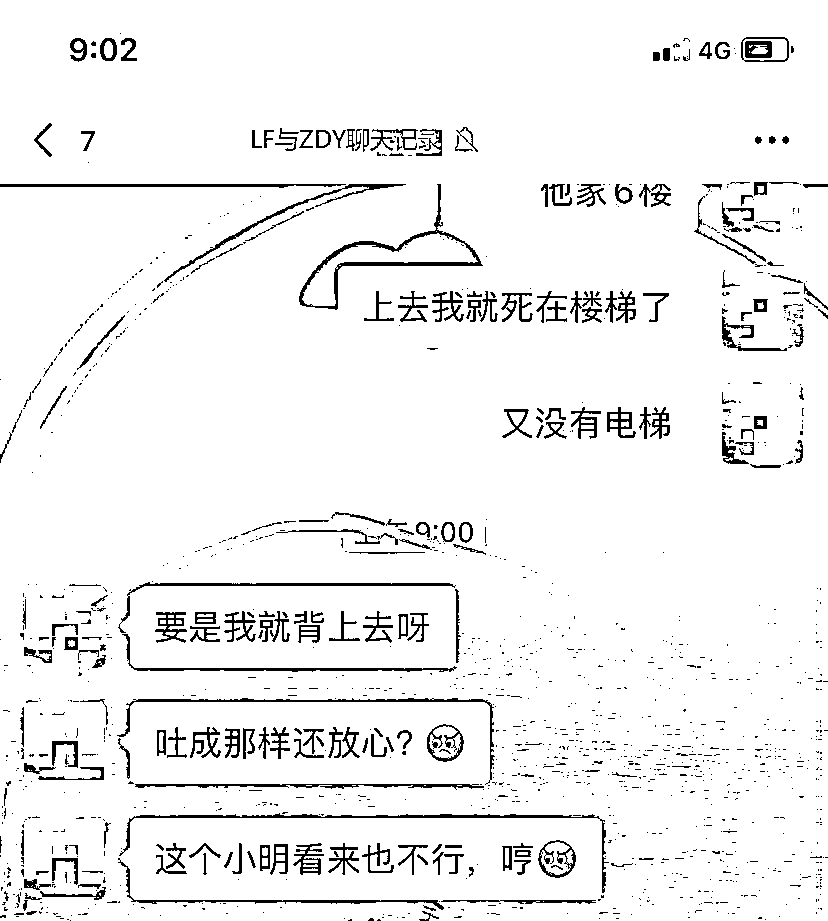 9:02
4G
7
LF与ZDY聊天记录
他家6楼
上去我就死在楼梯了
又没有电梯
上午9:00
要是我就背上去呀
吐成那样还放心?
这个小明看来也不行，哼